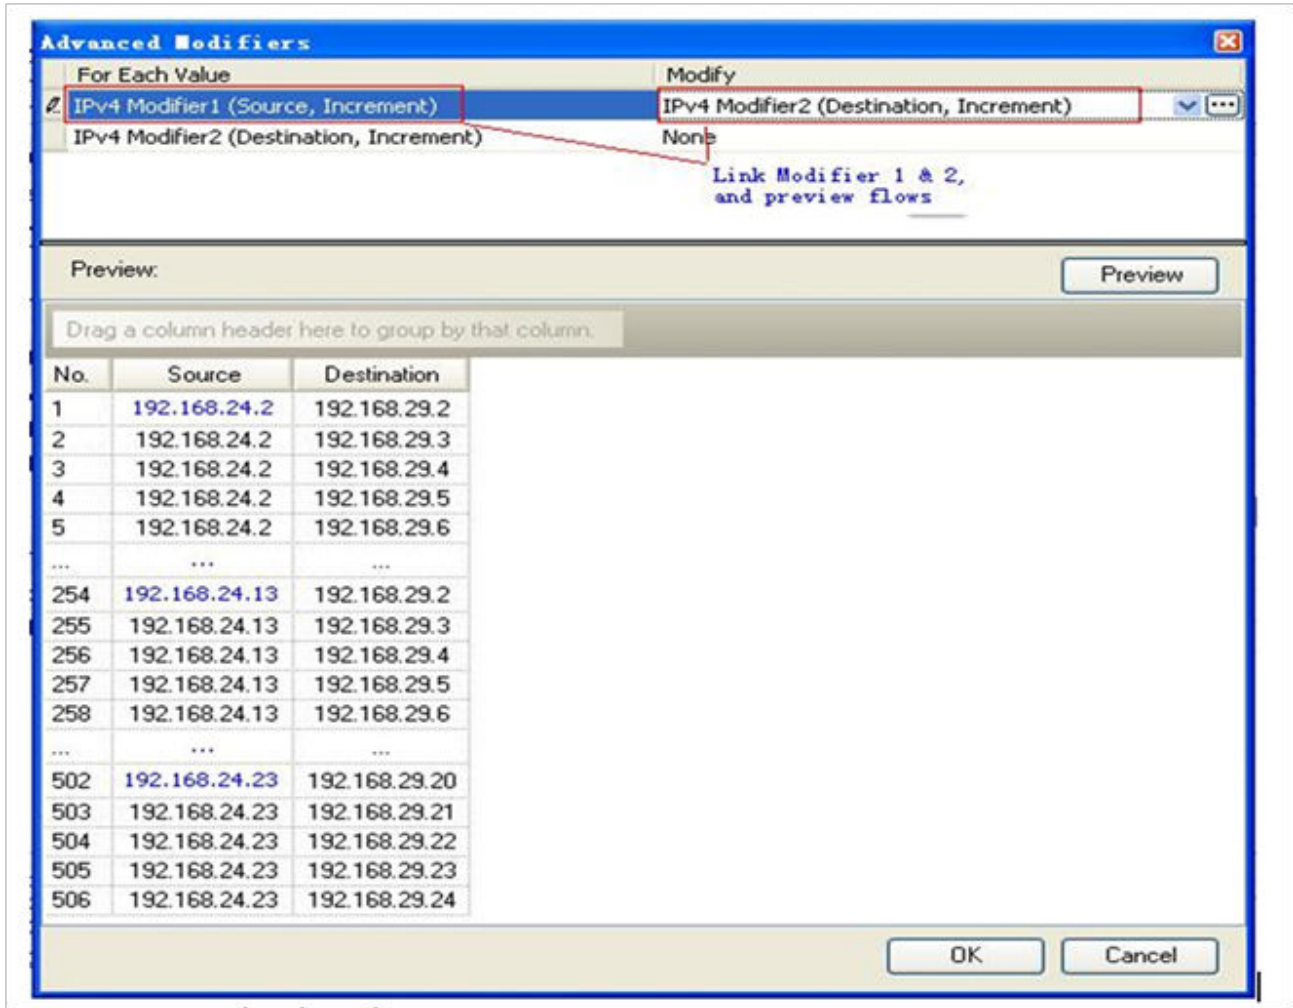 Advanced Modifiers
For Each Value Modify
IPv4 Modifier1 (Source, Increment) IPv4 Modifier2 (Destination, Increment)
IPv4 Modifier2 (Destination, Increment) None
Link Modifier 1 & 2,
and preview flows
Preview: Preview
Drag a column header here to group by that column.
No. Source Destination
1 192.168.24.2 192.168.29.2
2 192.168.24.2 192.168.29.3
3 192.168.24.2 192.168.29.4
4 192.168.24.2 192.168.29.5
5 192.168.24.2 192.168.29.6
... ... ...
254 192.168.24.13 192.168.29.2
255 192.168.24.13 192.168.29.3
256 192.168.24.13 192.168.29.4
257 192.168.24.13 192.168.29.5
258 192.168.24.13 192.168.29.6
... ... ...
502 192.168.24.23 192.168.29.20
503 192.168.24.23 192.168.29.21
504 192.168.24.23 192.168.29.22
505 192.168.24.23 192.168.29.23
506 192.168.24.23 192.168.29.24
OK Cancel